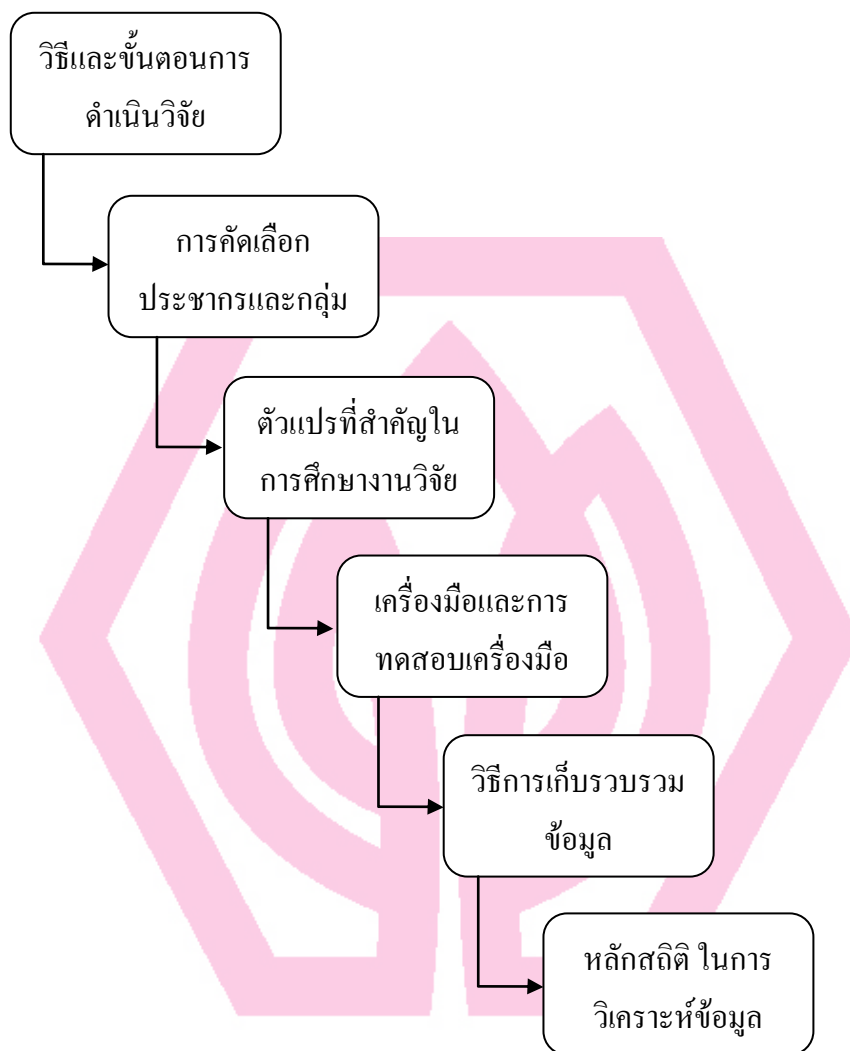 วิธีและขั้นตอนการ
ดำเนินวิจัย
การคัดเลือก
ประชากรและกลุ่ม
ตัวแปรที่สำคัญใน
การศึกษางานวิจัย
เครื่องมือและการ
ทดสอบเครื่องมือ
วิธีการเก็บรวบรวม
ข้อมูล
หลักสถิติ ในการ
วิเคราะห์ข้อมูล